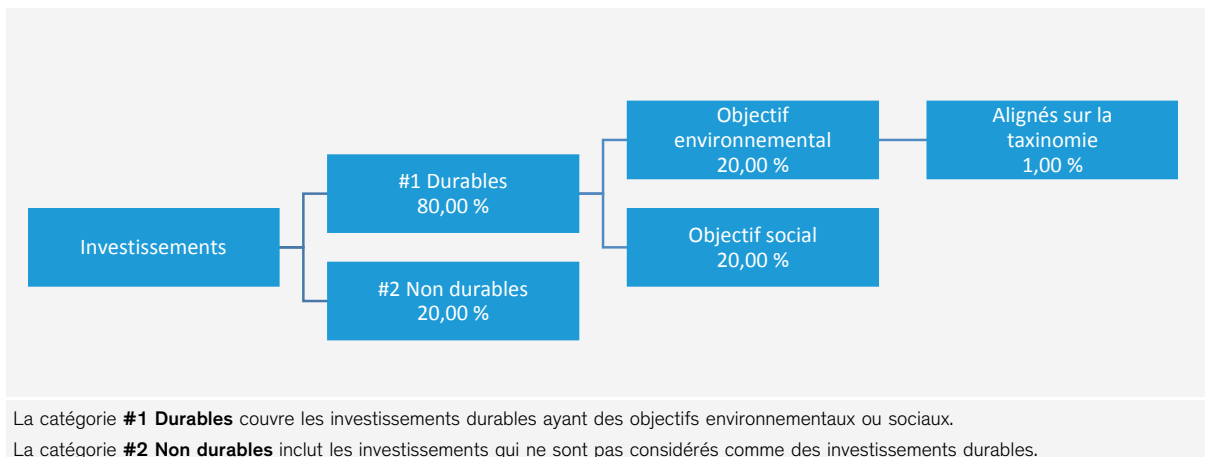 Investissements
#1 Durables
80,00 %
#2 Non durables
20,00 %
Objectif
environnemental
20,00 %
Objectif social
20,00 %
Alignés sur la
taxinomie
1,00 %
La catégorie #1 Durables couvre les investissements durables ayant des objectifs environnementaux ou sociaux.
La catégorie #2 Non durables inclut les investissements qui ne sont pas considérés comme des investissements durables.